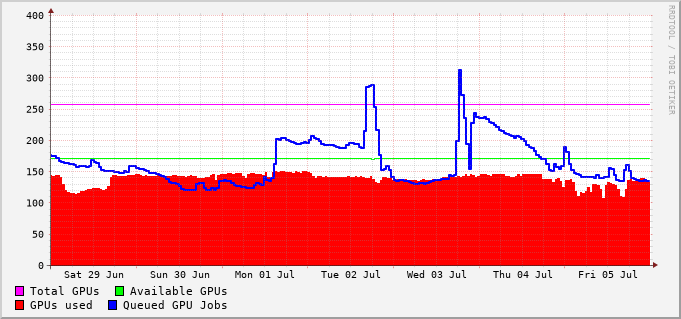 400
350
300
250
200
150
100
50
0
Sat 29 Jun Sun 30 Jun Mon 01 Jul Tue 02 Jul Wed 03 Jul Thu 04 Jul Fri 05 Jul
Total GPUs Available GPUs
GPUs used Queued GPU Jobs
RRDTOOL / TOBI OETIKER